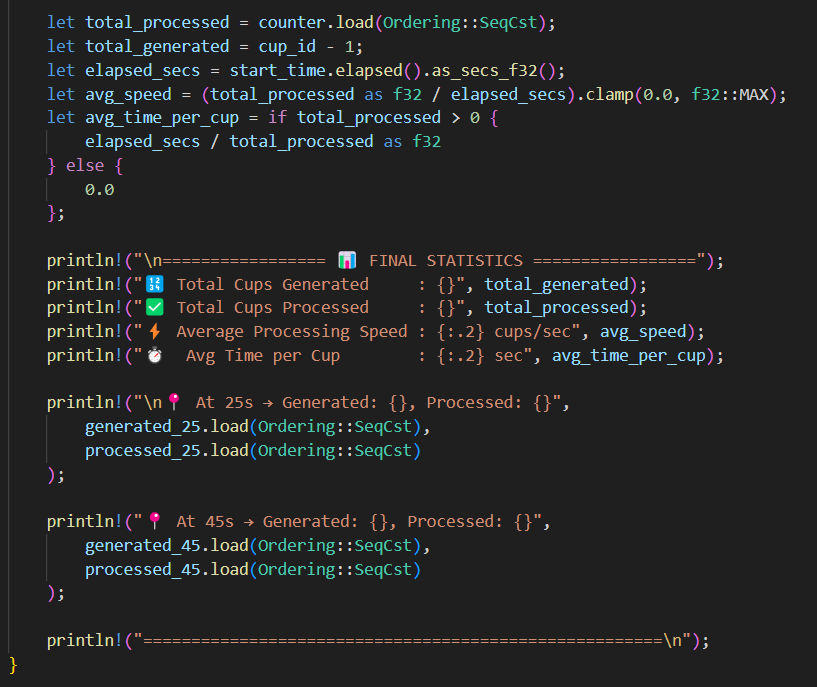 let total_processed = counter.load(Ordering::SeqCst);
let total_generated = cup_id - 1;
let elapsed_secs = start_time.elapsed().as_secs_f32();
let avg_speed = (total_processed as f32 / elapsed_secs).clamp(0.0, f32::MAX);
let avg_time_per_cup = if total_processed > 0 {
    elapsed_secs / total_processed as f32
} else {
    0.0
};

println!("\n================= 📊 FINAL STATISTICS =================");
println!("🔢 Total Cups Generated     : {}", total_generated);
println!("✅ Total Cups Processed     : {}", total_processed);
println!("⚡ Average Processing Speed : {:.2} cups/sec", avg_speed);
println!("⏱️  Avg Time per Cup        : {:.2} sec", avg_time_per_cup);

println!("\n📍 At 25s → Generated: {}, Processed: {}",
    generated_25.load(Ordering::SeqCst),
    processed_25.load(Ordering::SeqCst)
);

println!("📍 At 45s → Generated: {}, Processed: {}",
    generated_45.load(Ordering::SeqCst),
    processed_45.load(Ordering::SeqCst)
);

println!("======================================================\n");
}